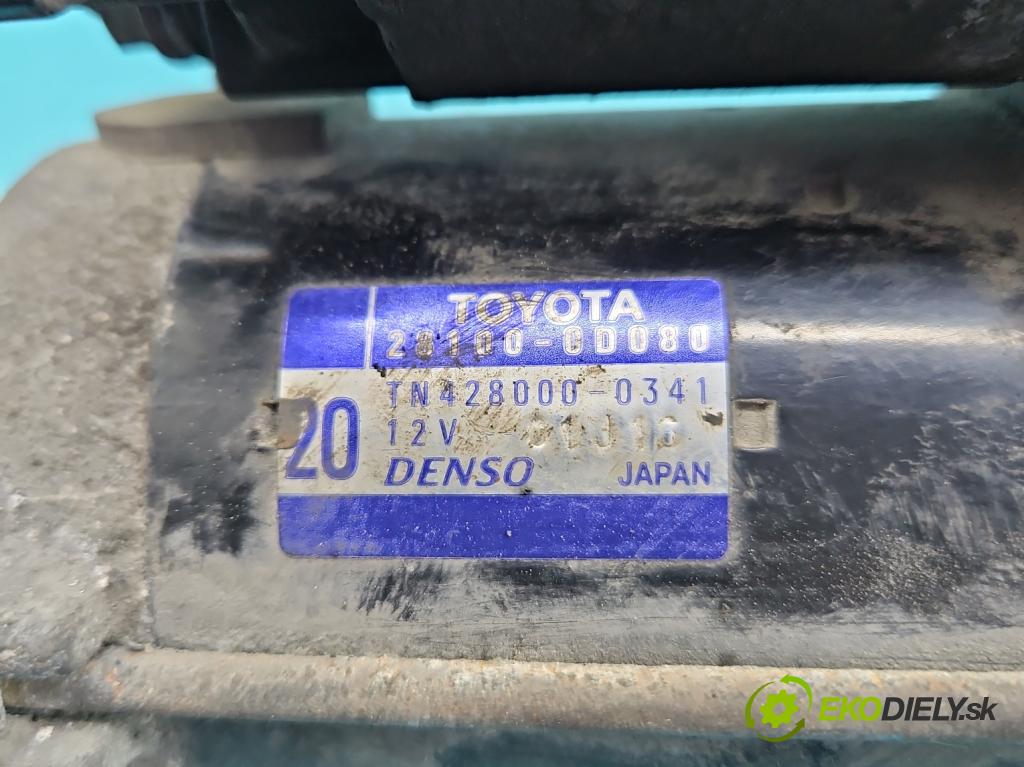 TOYOTA
28100-0D080
TN428000-0341
20
12V
DENSO JAPAN
EKODIELY.sk